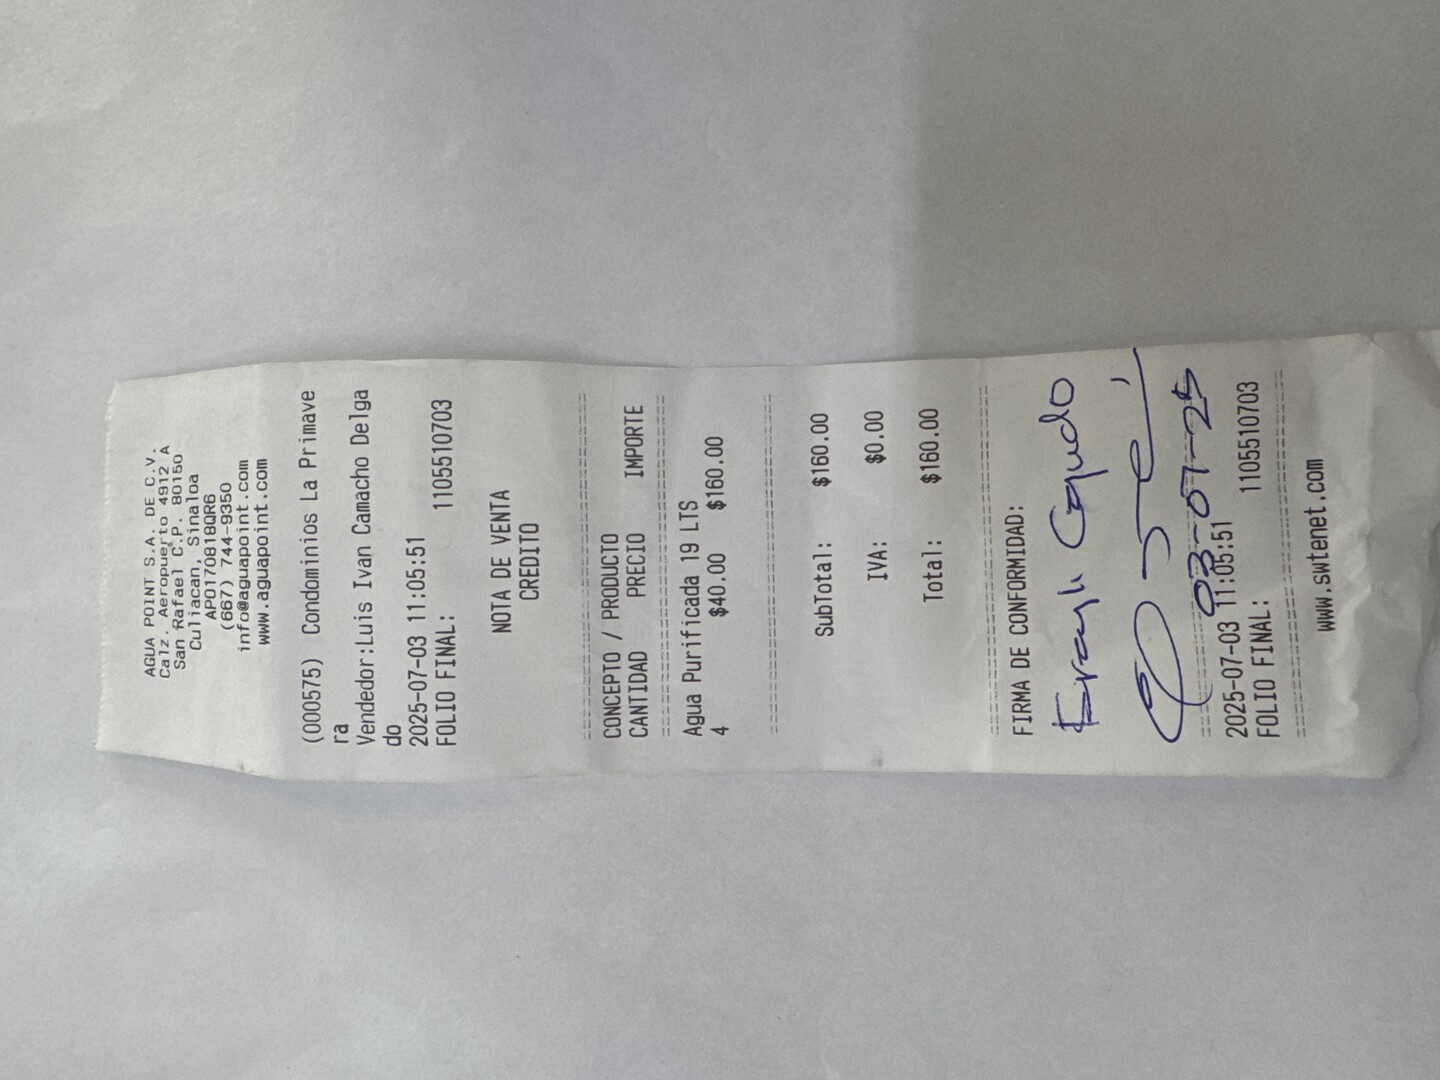 AGUA POINT S.A. DE C.V.
Calz. Aeropuerto 4912 A
San Rafael C.P. 80150
Culiacan, Sinaloa
APO170818QR6
(667) 744-9350
info@aguapoint.com
www.aguapoint.com
(000575) Condominios La Primave
ra
Vendedor:Luis Ivan Camacho Delga
do
2025-07-03 11:05:51
FOLIO FINAL: 1105510703
NOTA DE VENTA
CREDITO
CONCEPTO / PRODUCTO
CANTIDAD PRECIO IMPORTE
Agua Purificada 19 LTS
4 $40.00 $160.00
SubTotal: $160.00
IVA: $0.00
Total: $160.00
FIRMA DE CONFORMIDAD:
03-07-25
2025-07-03 11:05:51
FOLIO FINAL: 1105510703
www.swtenet.com